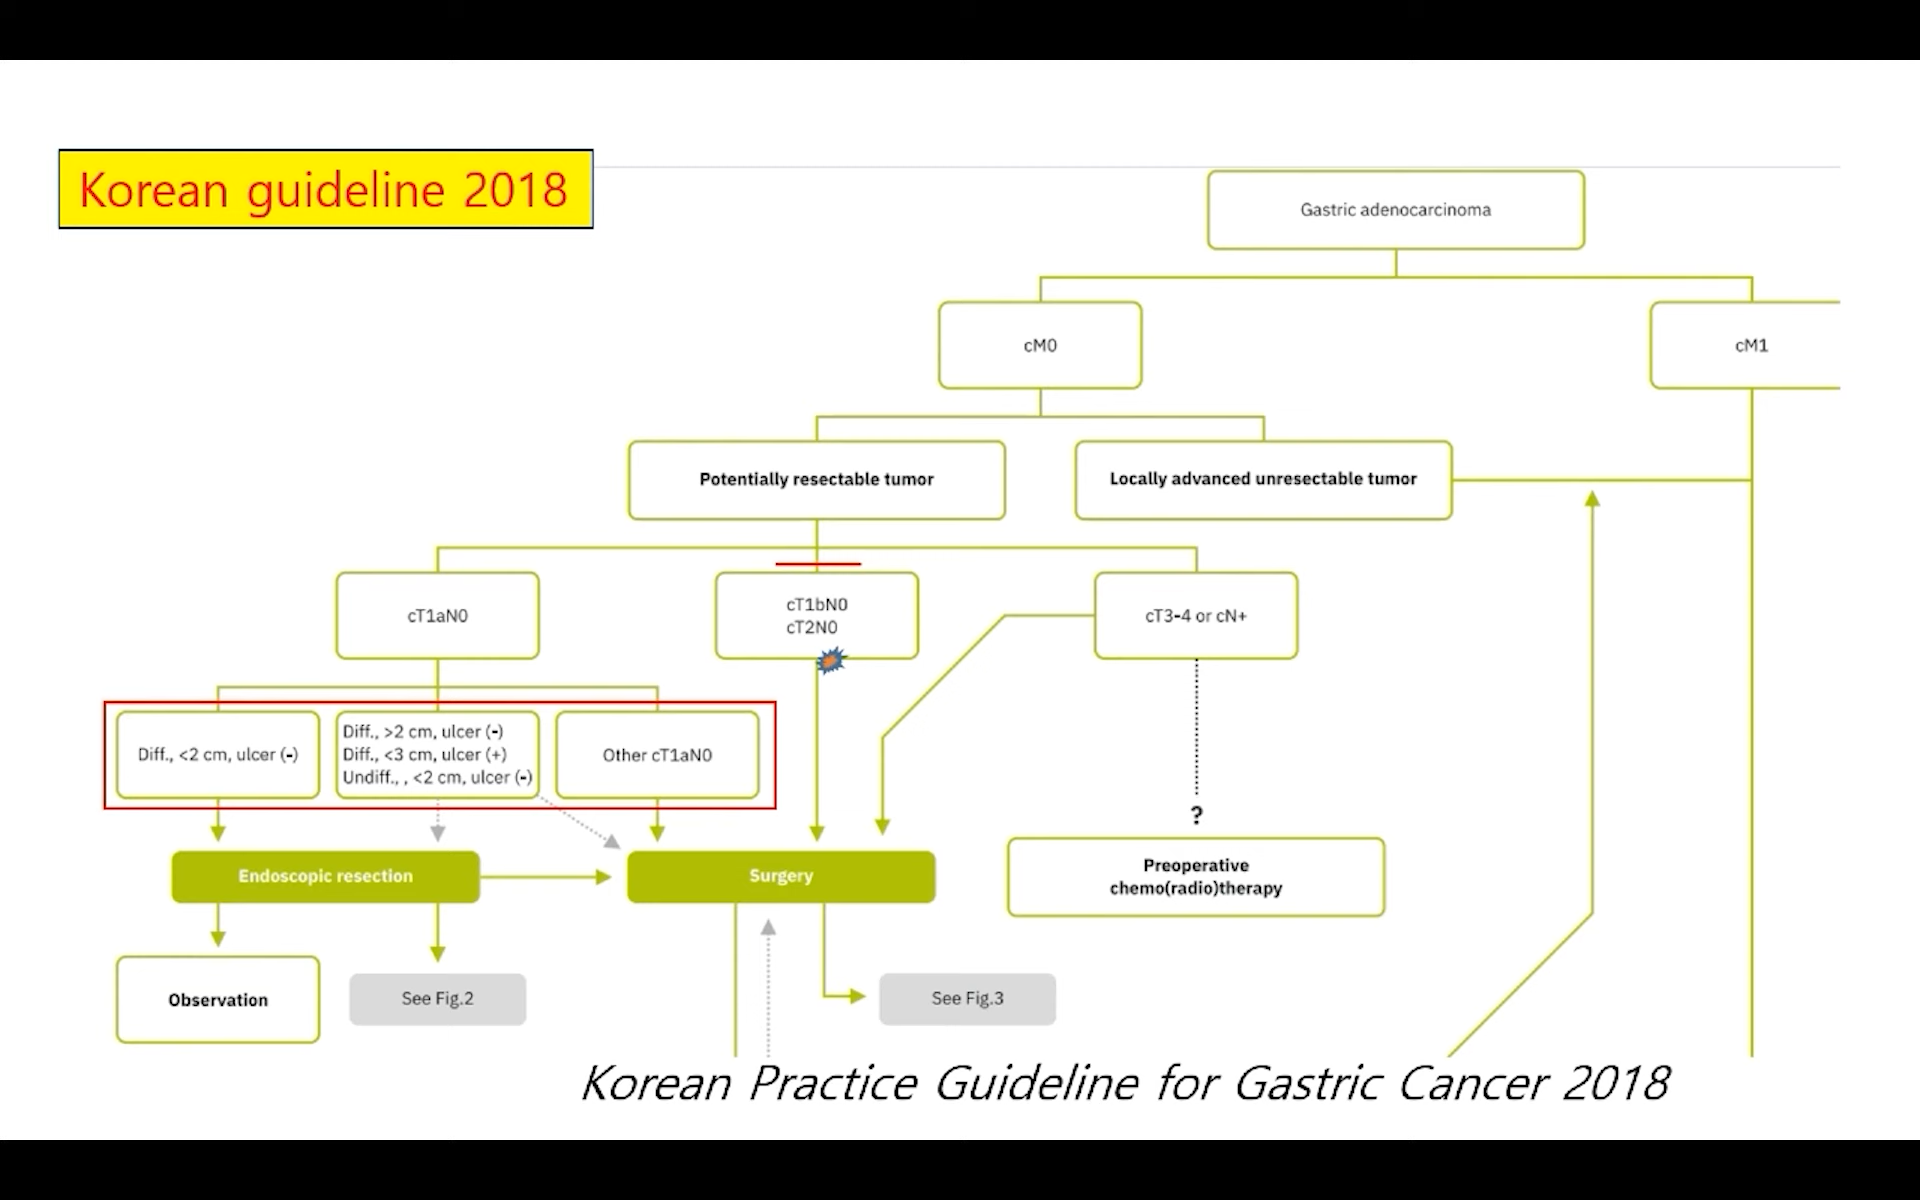 Korean guideline 2018
Gastric adenocarcinoma
cM0
cM1
Potentially resectable tumor
Locally advanced unresectable tumor
cT1aN0
cT1bN0
cT2N0
cT3-4 or cN+
Diff., <2 cm, ulcer (-)
Diff., >2 cm, ulcer (-)
Diff., <3 cm, ulcer (+)
Undiff., , <2 cm, ulcer (-)
Other cT1aN0
?
Endoscopic resection
Surgery
Preoperative
chemo(radio)therapy
Observation
See Fig.2
See Fig.3
Korean Practice Guideline for Gastric Cancer 2018